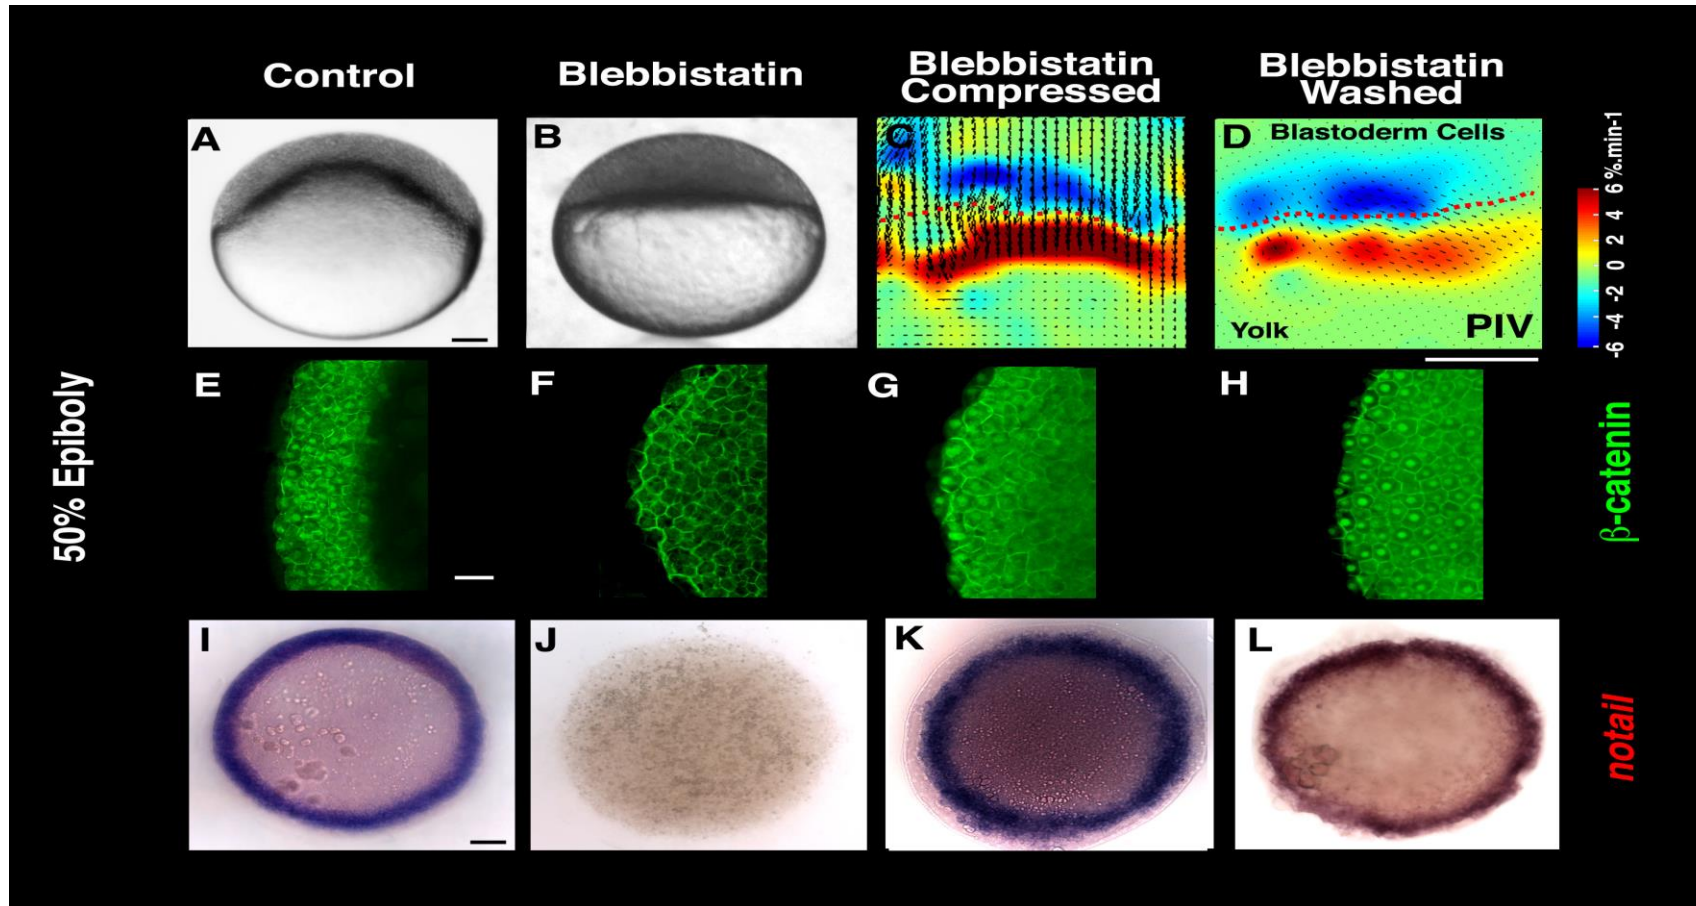 Control
Blebbistatin
Blebbistatin
Compressed
Blebbistatin
Washed
A
B
C
D
Blastoderm Cells
Yolk
PIV
6 %.min-1
4
2
0
-2
-4
-6
50% Epiboly
E
F
G
H
β-catenin
I
J
K
L
notail